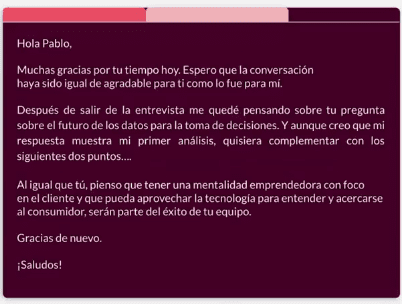 Hola Pablo,
Muchas gracias por tu tiempo hoy. Espero que la conversación
haya sido igual de agradable para ti como lo fue para mí.
Después de salir de la entrevista me quedé pensando sobre tu pregunta
sobre el futuro de los datos para la toma de decisiones. Y aunque creo que mi
respuesta muestra mi primer análisis, quisiera complementar con los
siguientes dos puntos....
Al igual que tú, pienso que tener una mentalidad emprendedora con foco
en el cliente y que pueda aprovechar la tecnología para entender y acercarse
al consumidor, serán parte del éxito de tu equipo.
Gracias de nuevo.
¡Saludos!